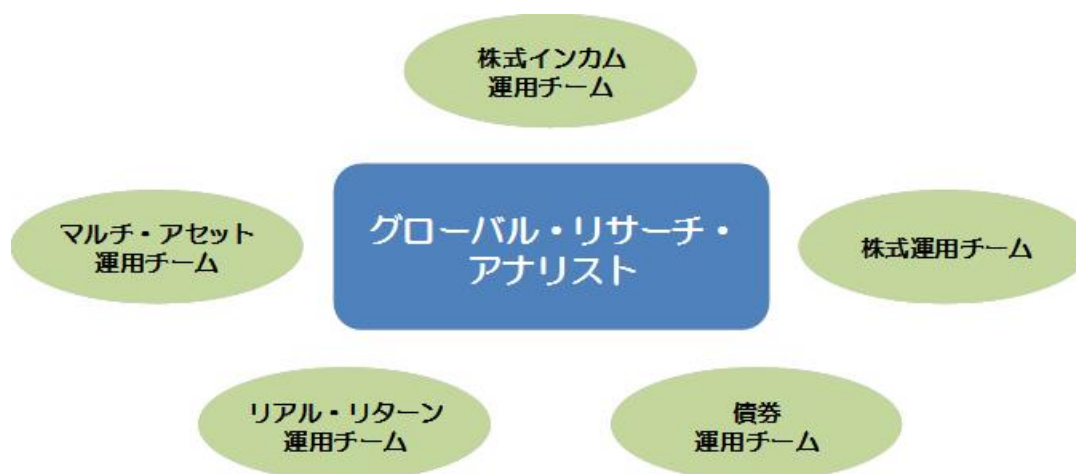 株式インカム
運用チーム
グローバル・リサーチ・
アナリスト
マルチ・アセット
運用チーム
株式運用チーム
リアル・リターン
運用チーム
債券
運用チーム